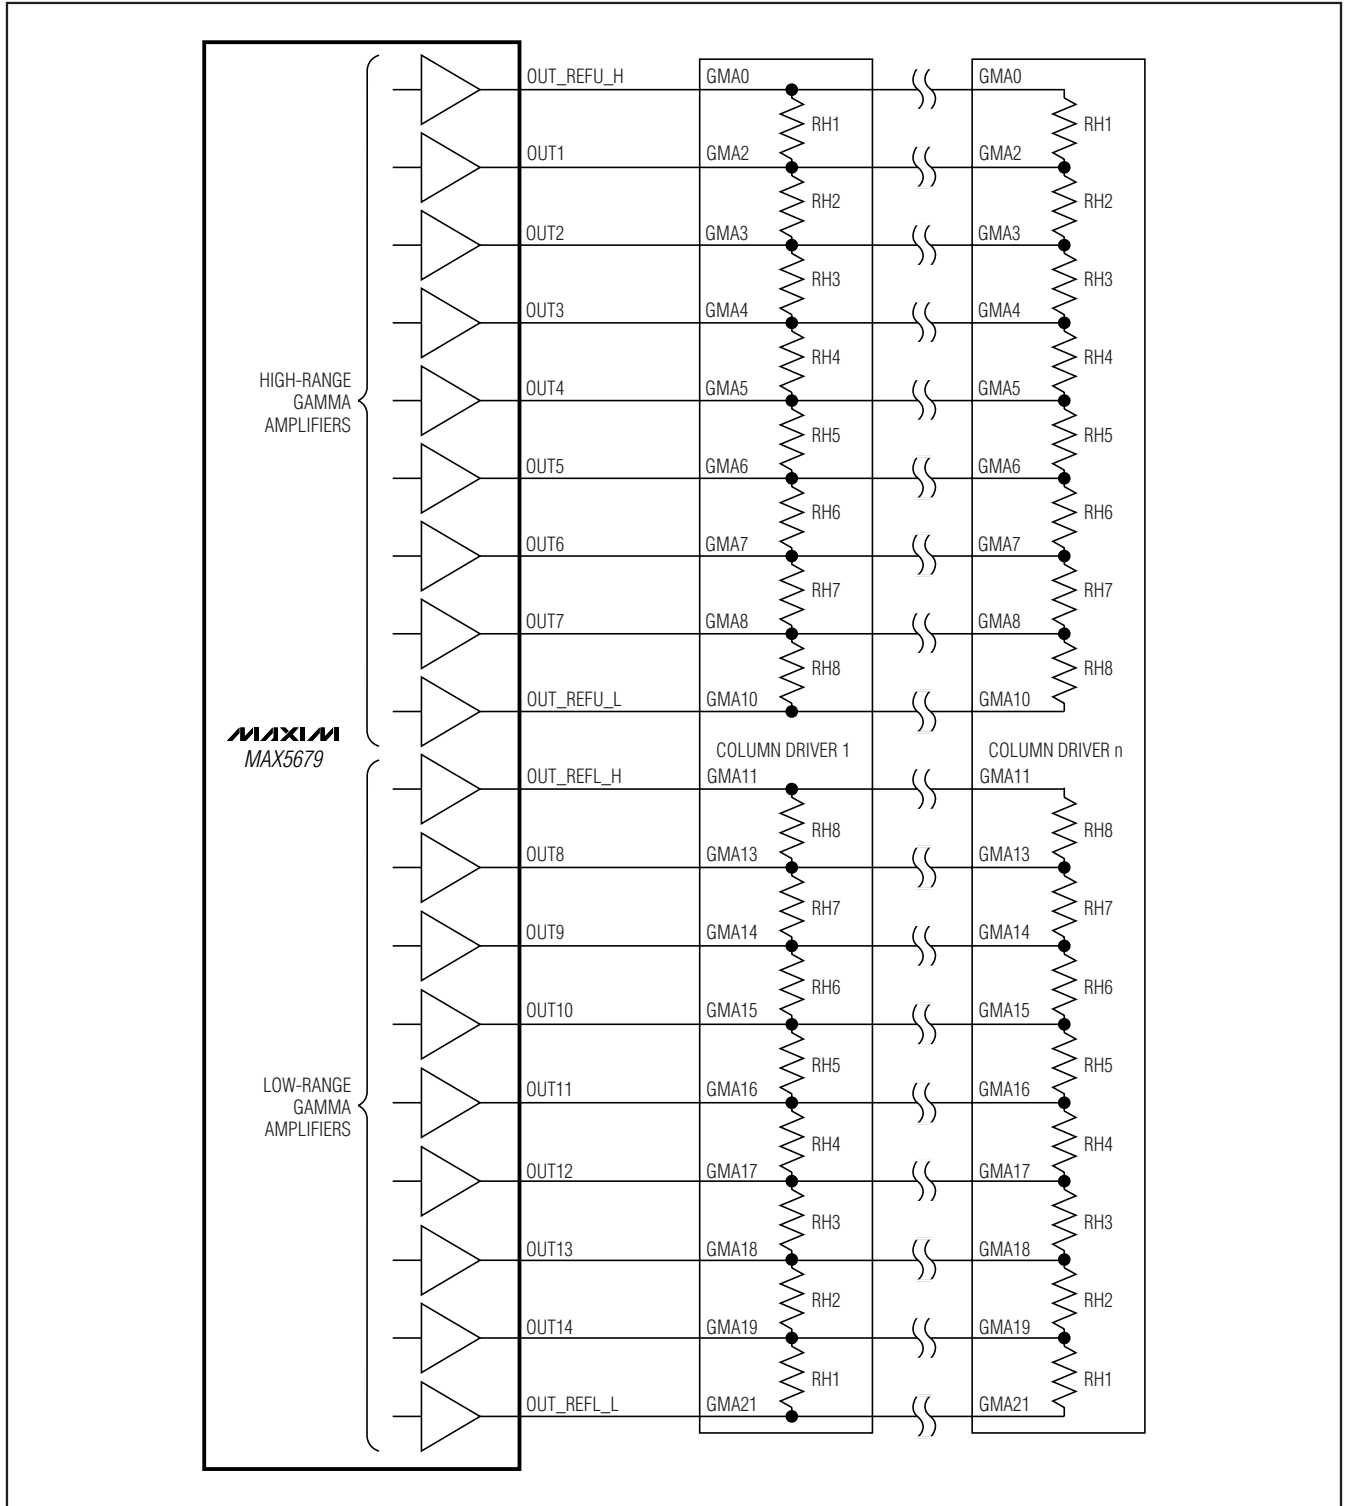 OUT_REFU_H GMA0 GMA0
RH1 RH1
OUT1 GMA2 GMA2
RH2 RH2
OUT2 GMA3 GMA3
RH3 RH3
OUT3 GMA4 GMA4
RH4 RH4
HIGH-RANGE
GAMMA
AMPLIFIERS
OUT4 GMA5 GMA5
RH5 RH5
OUT5 GMA6 GMA6
RH6 RH6
OUT6 GMA7 GMA7
RH7 RH7
OUT7 GMA8 GMA8
RH8 RH8
OUT_REFU_L GMA10 GMA10
MAXIM
MAX5679
COLUMN DRIVER 1 COLUMN DRIVER n
OUT_REFL_H GMA11 GMA11
RH8 RH8
OUT8 GMA13 GMA13
RH7 RH7
OUT9 GMA14 GMA14
RH6 RH6
OUT10 GMA15 GMA15
RH5 RH5
LOW-RANGE
GAMMA
AMPLIFIERS
OUT11 GMA16 GMA16
RH4 RH4
OUT12 GMA17 GMA17
RH3 RH3
OUT13 GMA18 GMA18
RH2 RH2
OUT14 GMA19 GMA19
RH1 RH1
OUT_REFL_L GMA21 GMA21